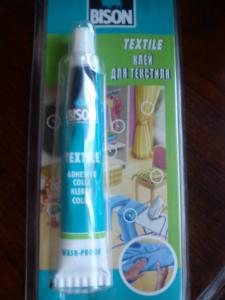 BISON
TEXTILE
КЛЕЙ
ДЛЯ ТЕКСТИЛЯ
BISON
TEXTILE
ADHESIVE
COLLE
KLEBER
COLLA
WASH-PROOF